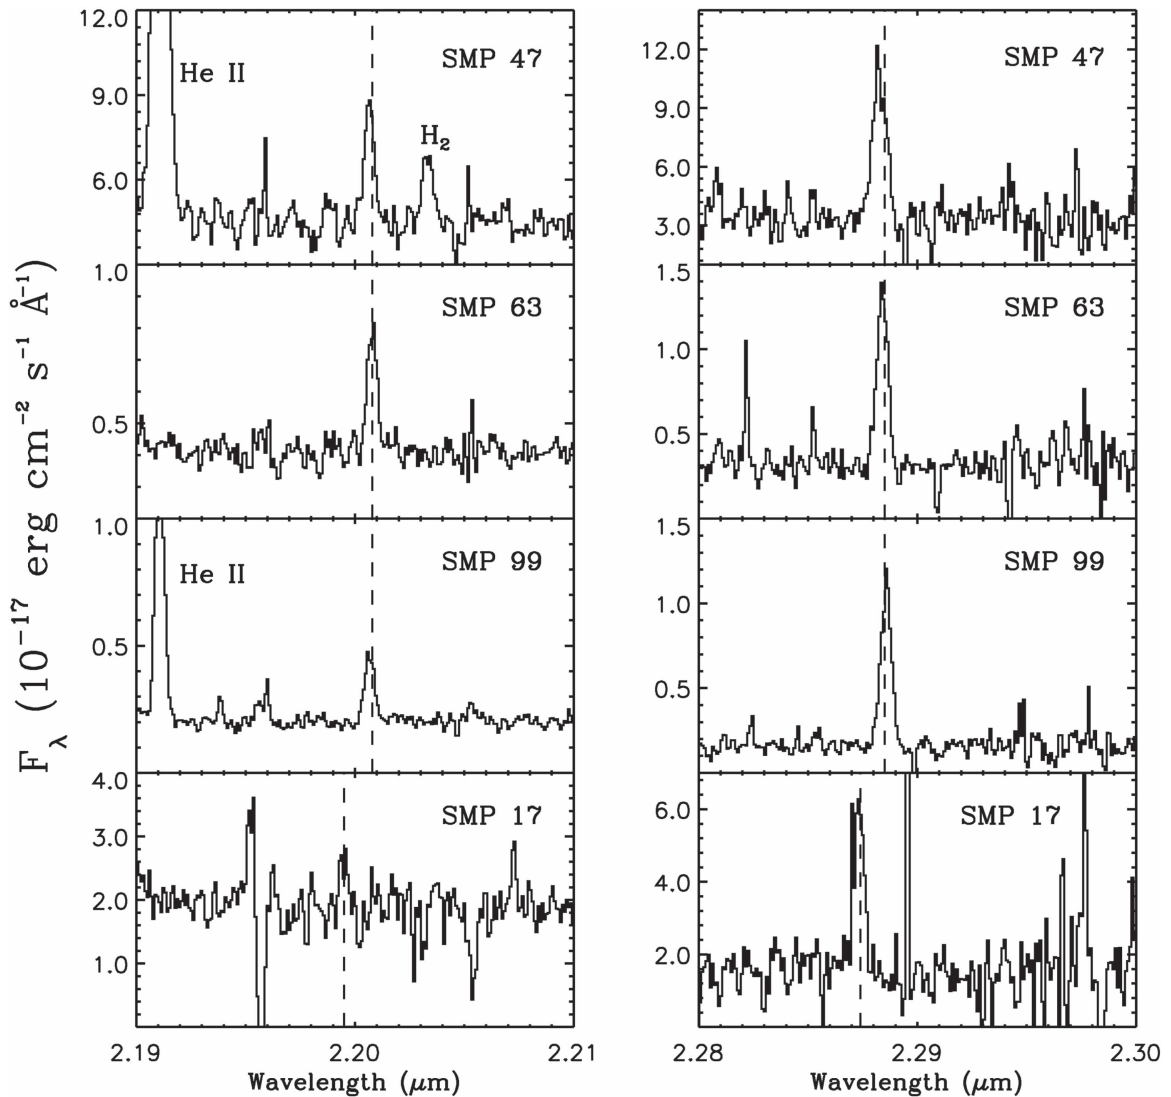 F_λ (10⁻¹⁷ erg cm⁻² s⁻¹ Å⁻¹)
12.0
9.0
6.0
He II
H₂
SMP 47
12.0
9.0
6.0
3.0
SMP 47
1.0
0.5
SMP 63
1.5
1.0
0.5
SMP 63
1.0
0.5
He II
SMP 99
1.5
1.0
0.5
SMP 99
4.0
3.0
2.0
1.0
SMP 17
6.0
4.0
2.0
SMP 17
2.19 2.20 2.21
Wavelength (μm)
2.28 2.29 2.30
Wavelength (μm)